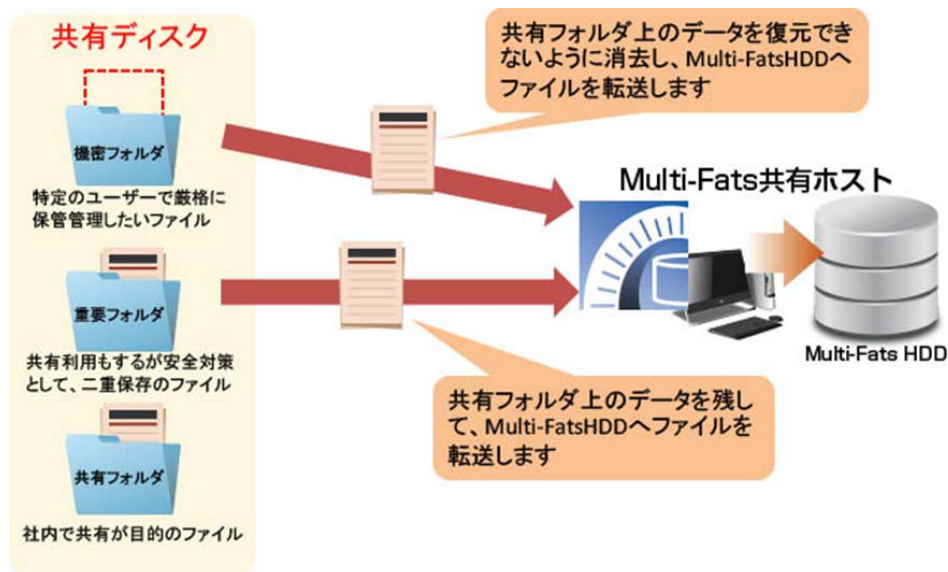 共有ディスク
機密フォルダ
特定のユーザーで厳格に
保管管理したいファイル
重要フォルダ
共有利用もするが安全対策
として、二重保存のファイル
共有フォルダ
社内で共有が目的のファイル
共有フォルダ上のデータを復元でき
ないように消去し、Multi-FatsHDDへ
ファイルを転送します
Multi-Fats共有ホスト
Multi-Fats HDD
共有フォルダ上のデータを残し
て、Multi-FatsHDDへファイルを
転送します